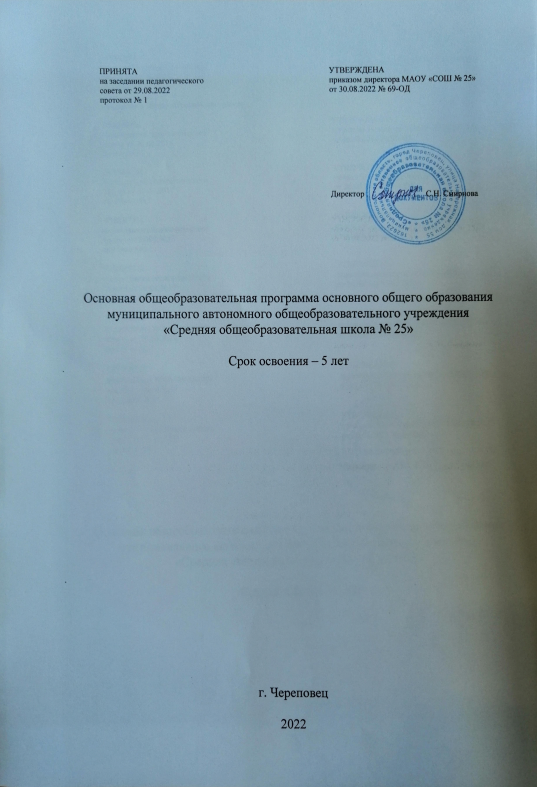 ПРИНЯТА
на заседании педагогического
совета от 29.08.2022
протокол № 1
УТВЕРЖДЕНА
приказом директора МАОУ «СОШ № 25»
от 30.08.2022 № 69-ОД
Директор С.Н. Смирнова
ДЛЯ
ДОКУМЕНТОВ
Основная общеобразовательная программа основного общего образования
муниципального автономного общеобразовательного учреждения
«Средняя общеобразовательная школа № 25»
Срок освоения – 5 лет
г. Череповец
2022